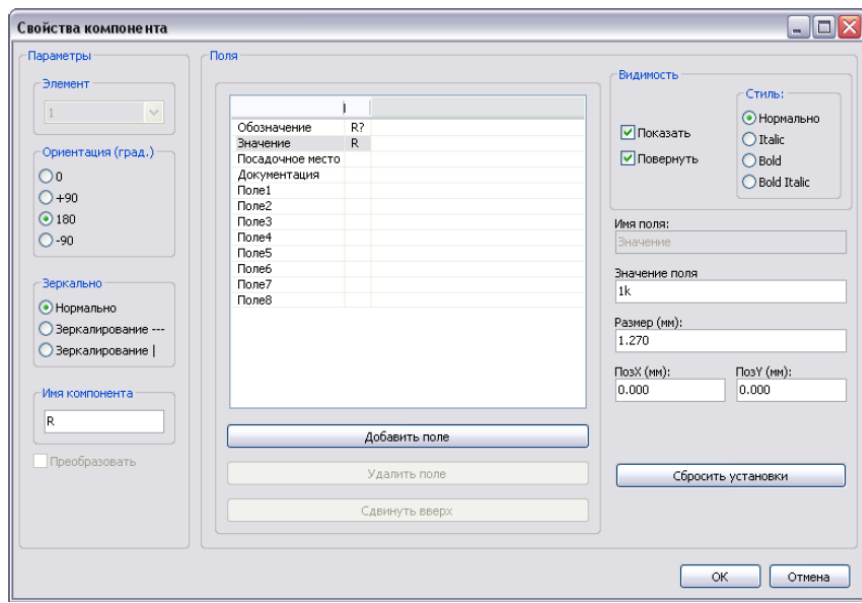 Свойства компонента
Параметры
Элемент
1
Ориентация (град.)
0
+90
180
-90
Зеркально
Нормально
Зеркалирование ---
Зеркалирование |
Имя компонента
R
Преобразовать
Поля
Обозначение R?
Значение R
Посадочное место
Документация
Поле1
Поле2
Поле3
Поле4
Поле5
Поле6
Поле7
Поле8
Добавить поле
Удалить поле
Сдвинуть вверх
Видимость
Показать
Повернуть
Стиль:
Нормально
Italic
Bold
Bold Italic
Имя поля:
Значение
Значение поля
1k
Размер (мм):
1.270
ПозX (мм): ПозY (мм):
0.000 0.000
Сбросить установки
OK Отмена